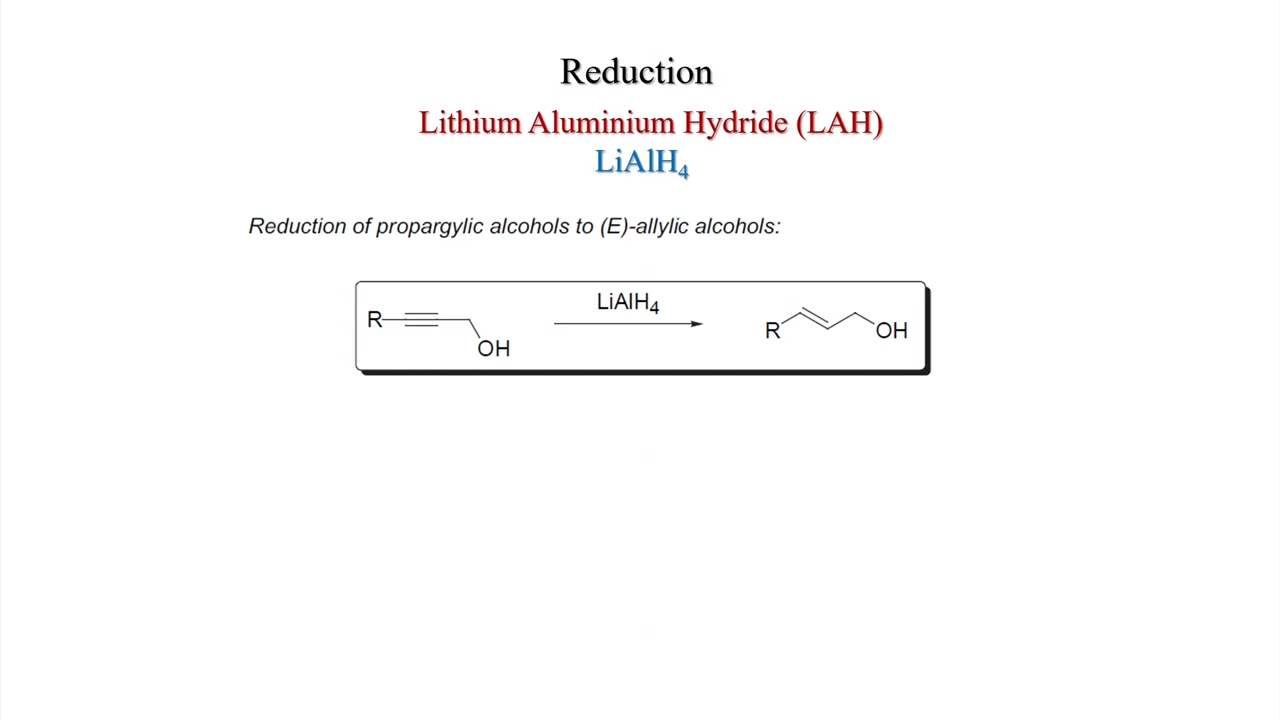 Reduction
Lithium Aluminium Hydride (LAH)
LiAlH₄
Reduction of propargylic alcohols to (E)-allylic alcohols:
LiAlH₄
R
OH
R
OH